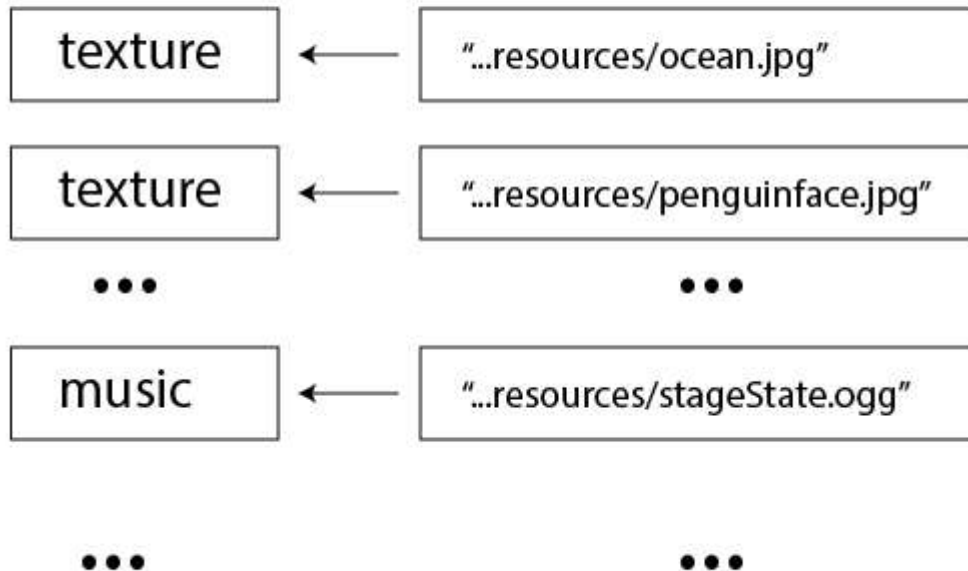 texture
“...resources/ocean.jpg”
texture
“...resources/penguinface.jpg”
••• •••
music
“...resources/stageState.ogg”
••• •••